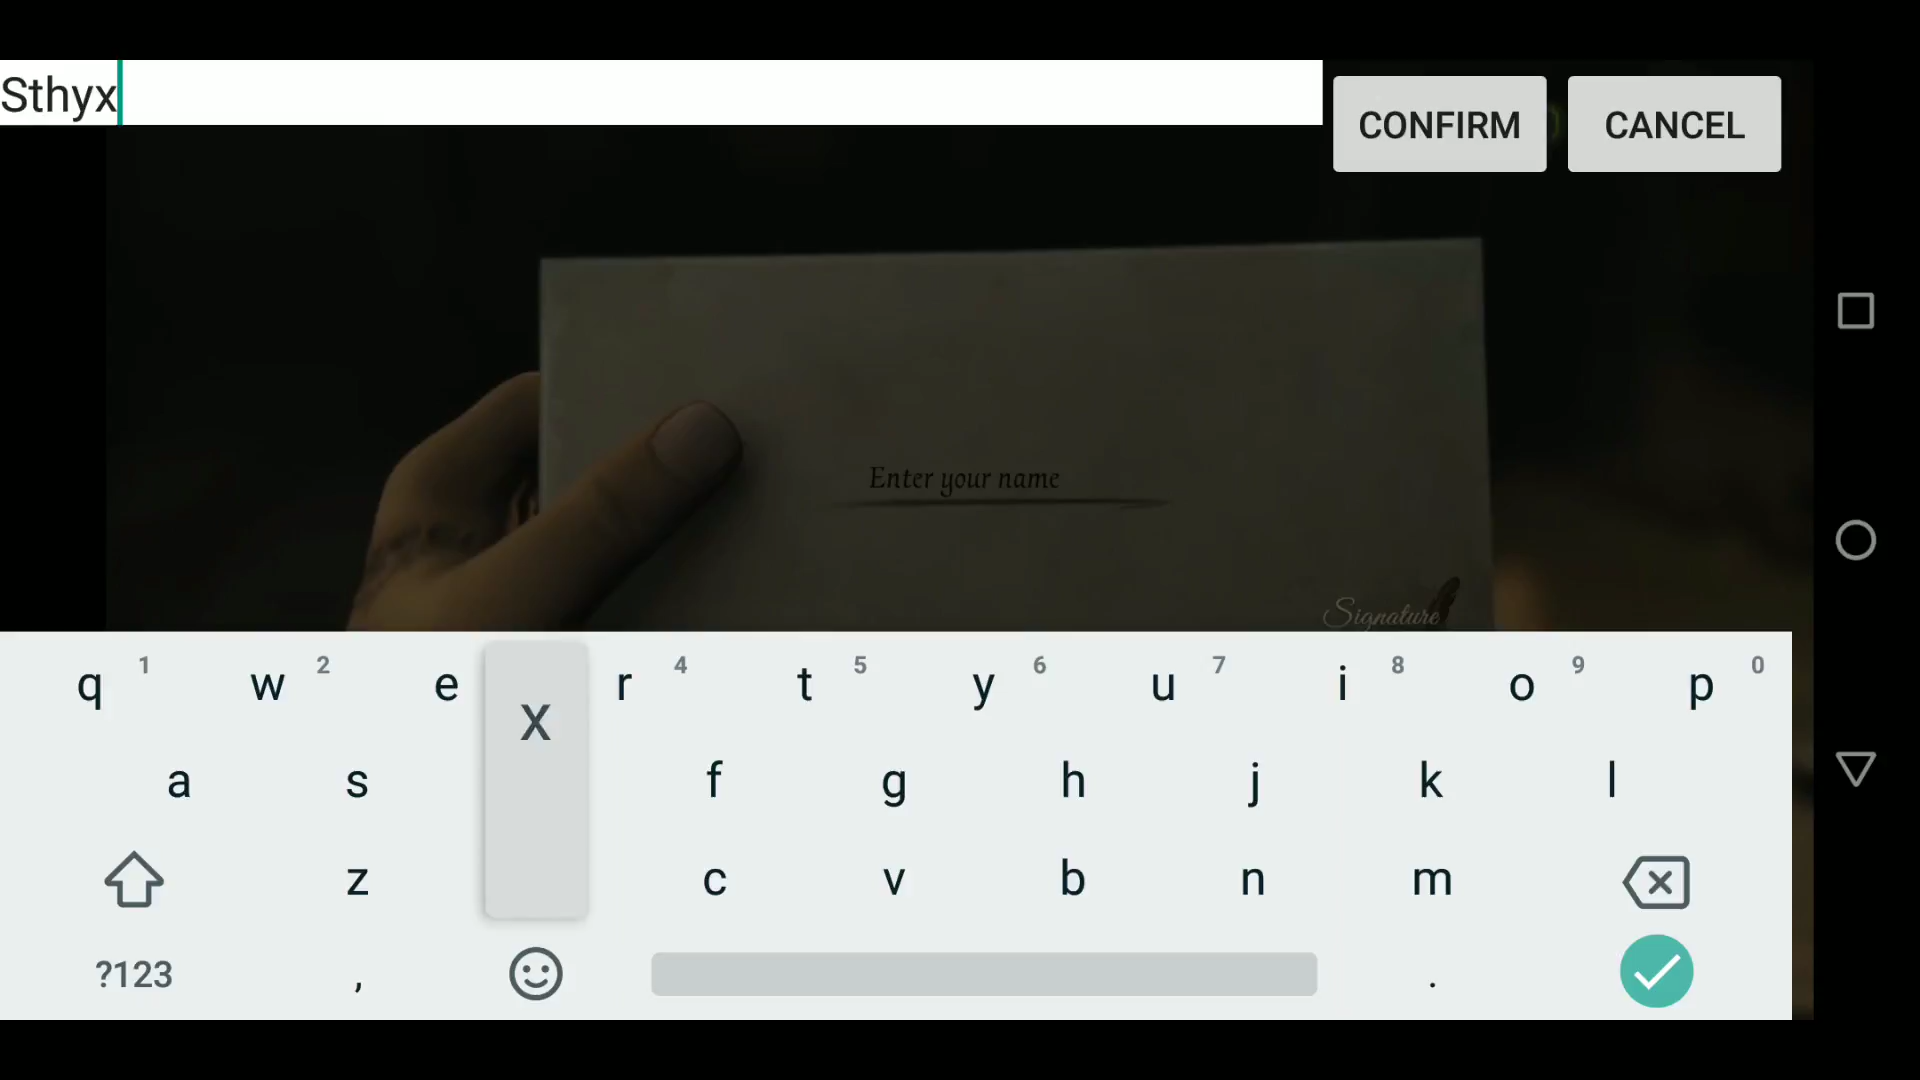 Sthyx
CONFIRM CANCEL
Enter your name
Signature
q 1 w 2 e r 4 t 5 y 6 u 7 i 8 o 9 p 0
x
a s f g h j k l
z c v b n m
?123 , .